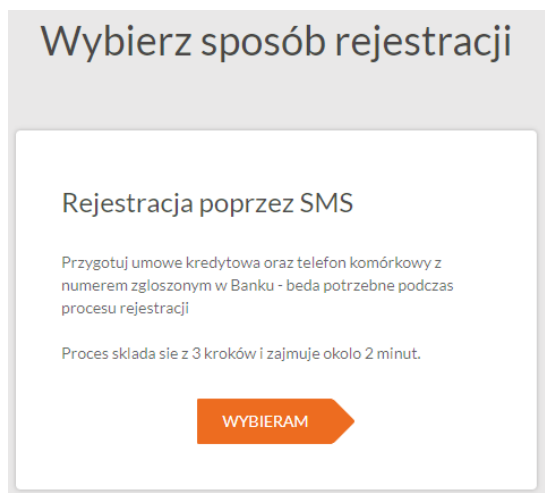 Wybierz sposób rejestracji
Rejestracja poprzez SMS
Przygotuj umowe kredytowa oraz telefon komórkowy z
numerem zgloszonym w Banku - beda potrzebne podczas
procesu rejestracji
Proces sklada sie z 3 kroków i zajmuje okolo 2 minut.
WYBIERAM